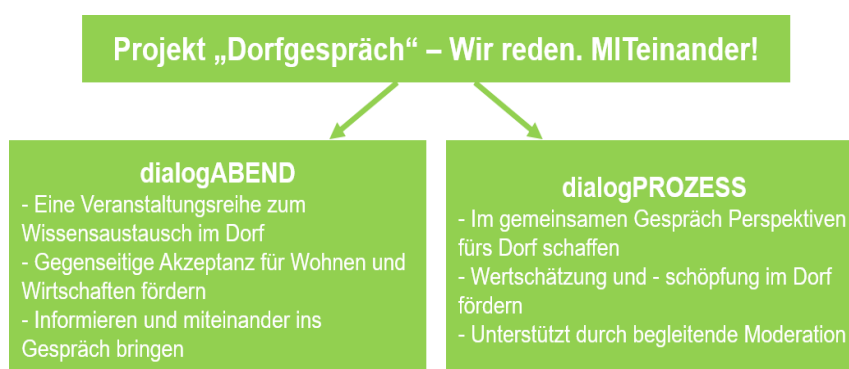 Projekt „Dorfgespräch“ – Wir reden. MITeinander!
dialogABEND
- Eine Veranstaltungsreihe zum
Wissensaustausch im Dorf
- Gegenseitige Akzeptanz für Wohnen und
Wirtschaften fördern
- Informieren und miteinander ins
Gespräch bringen
dialogPROZESS
- Im gemeinsamen Gespräch Perspektiven
fürs Dorf schaffen
- Wertschätzung und - schöpfung im Dorf
fördern
- Unterstützt durch begleitende Moderation